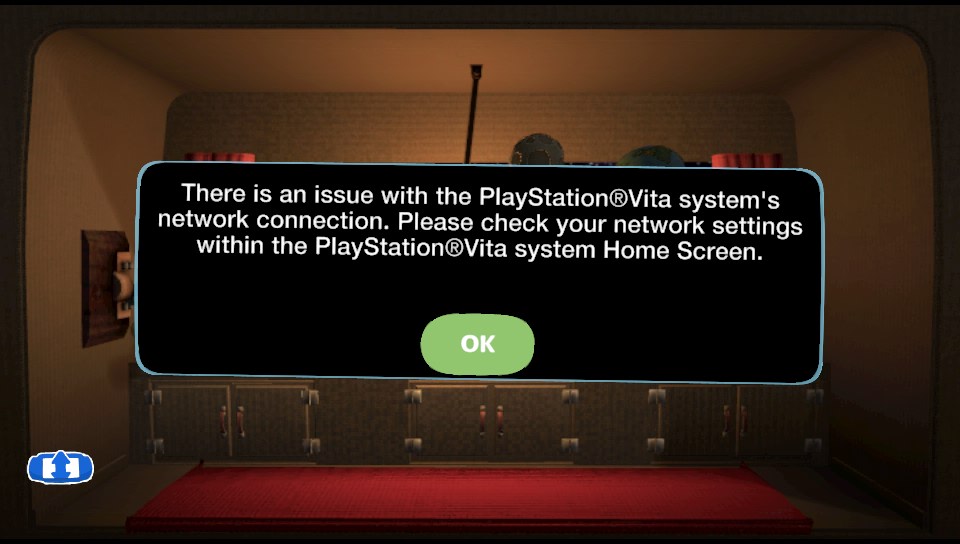 There is an issue with the PlayStation®Vita system's
network connection. Please check your network settings
within the PlayStation®Vita system Home Screen.
OK